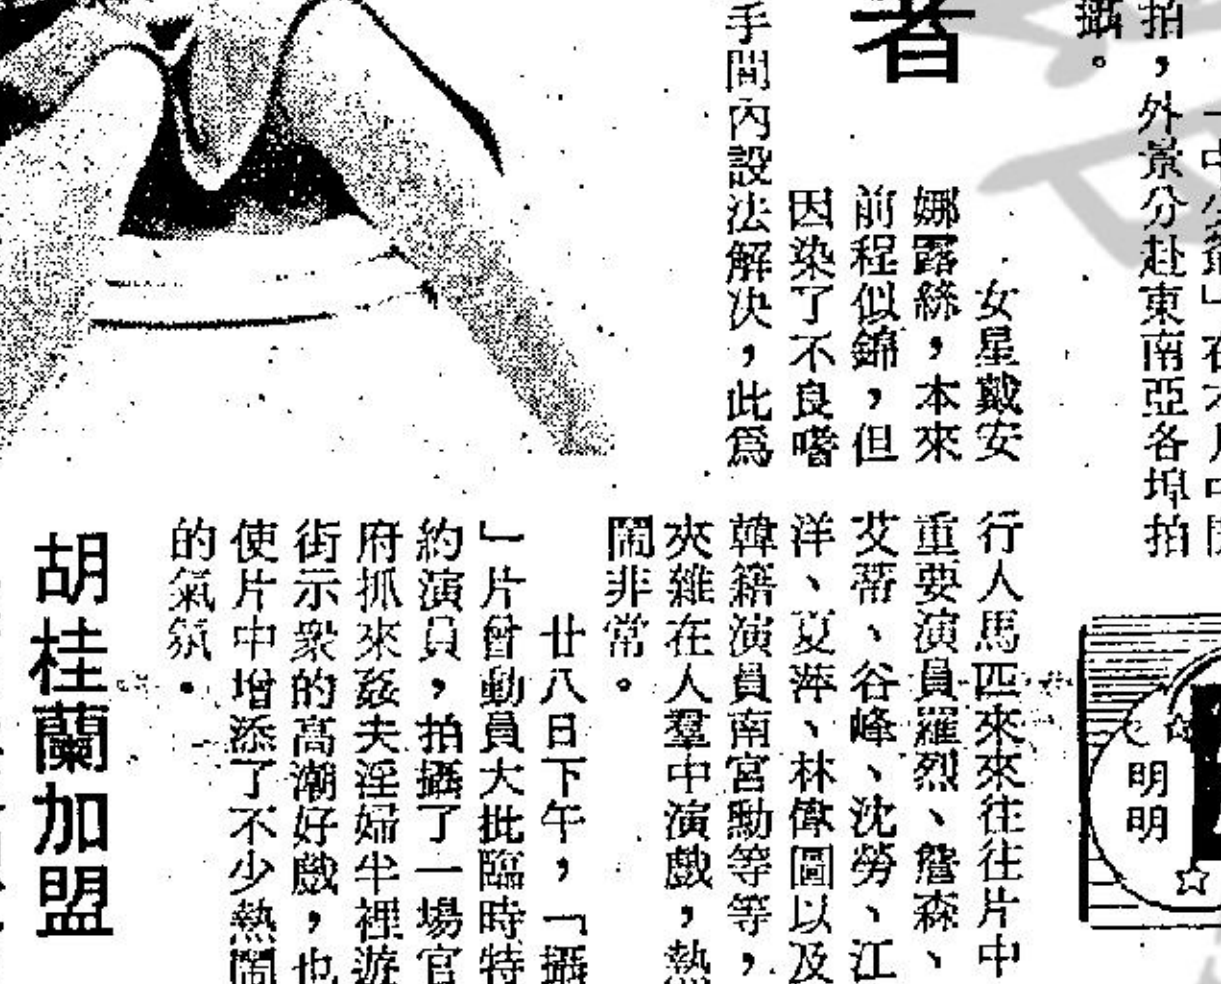 拍，外景分赴東南亞各埠拍
攝。
者
女星戴安
娜露絲，本來
前程似錦，但
因染了不良嗜
手間內設法解决，此爲
明明
行人馬匹來來往往片中
重要演員羅烈、詹森、
艾蒂、谷峰、沈勞、江
洋、夏萍、林偉圖以及
韓籍演員南宮勳等等，
夾雜在人羣中演戲，熱
鬧非常。
廿八日下午，「攝
」片曾動員大批臨時特
約演員，拍攝了一場官
府抓來姦夫淫婦半裡遊
街示衆的高潮好戲，也
使片中增添了不少熱鬧
的氣氛．
胡桂蘭加盟